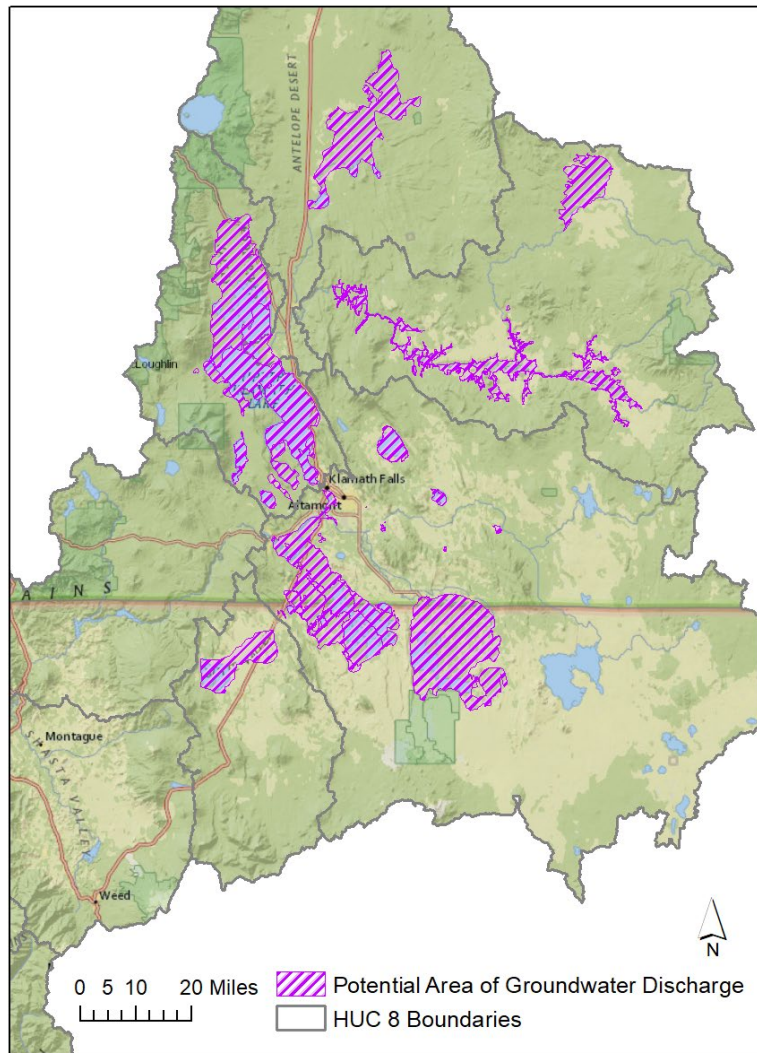 ANTELOPE DESERT
Loughlin
LAKE
Klamath Falls
Altamont
AINS
Montague
SHASTA VALLEY
Weed
N
0 5 10 20 Miles
Potential Area of Groundwater Discharge
HUC 8 Boundaries